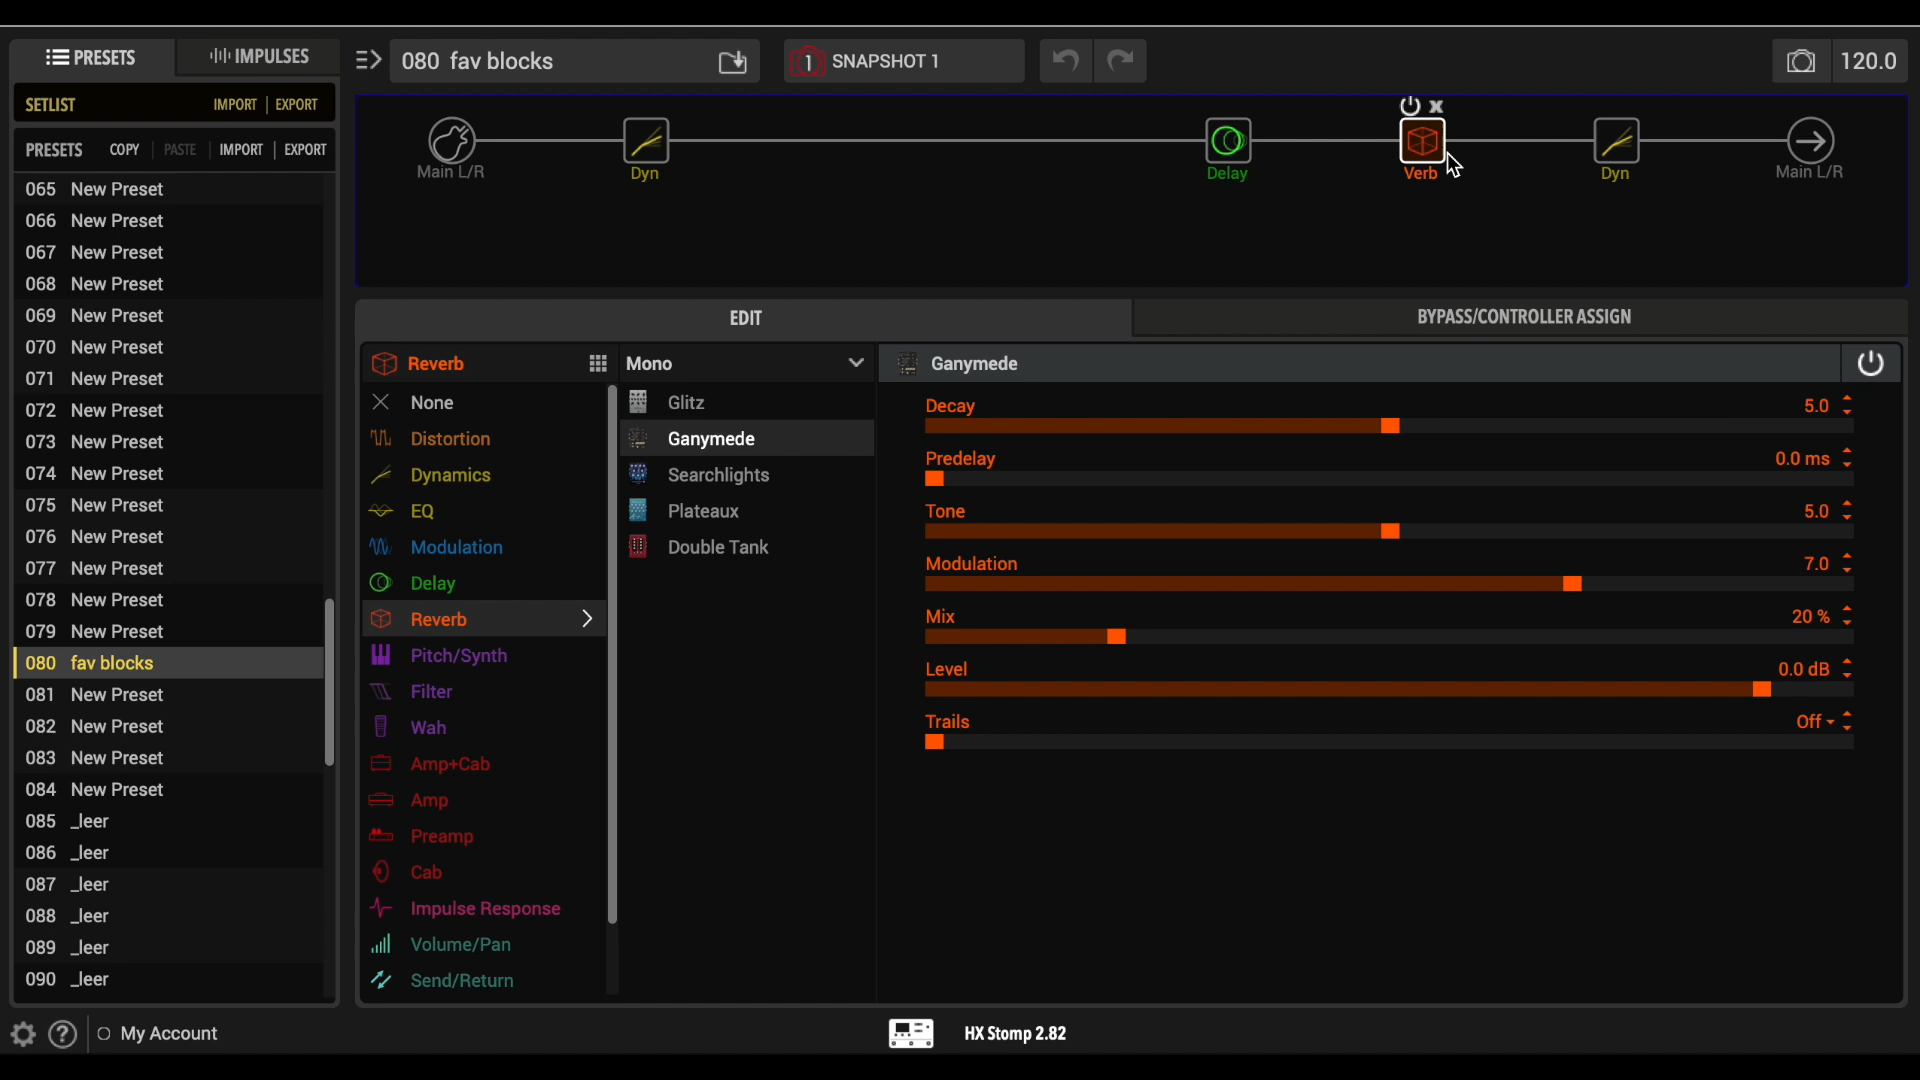 PRESETS
IMPULSES
SETLIST
IMPORT
EXPORT
PRESETS
COPY
PASTE
IMPORT
EXPORT
065 New Preset
066 New Preset
067 New Preset
068 New Preset
069 New Preset
070 New Preset
071 New Preset
072 New Preset
073 New Preset
074 New Preset
075 New Preset
076 New Preset
077 New Preset
078 New Preset
079 New Preset
080 fav blocks
081 New Preset
082 New Preset
083 New Preset
084 New Preset
085 _leer
086 _leer
087 _leer
088 _leer
089 _leer
090 _leer
080 fav blocks
1 SNAPSHOT 1
120.0
Main L/R
Dyn
Delay
Verb
Dyn
Main L/R
EDIT
BYPASS/CONTROLLER ASSIGN
Reverb
None
Distortion
Dynamics
EQ
Modulation
Delay
Reverb
Pitch/Synth
Filter
Wah
Amp+Cab
Amp
Preamp
Cab
Impulse Response
Volume/Pan
Send/Return
Mono
Glitz
Ganymede
Searchlights
Plateaux
Double Tank
Ganymede
Decay 5.0
Predelay 0.0 ms
Tone 5.0
Modulation 7.0
Mix 20 %
Level 0.0 dB
Trails Off
? My Account
HX Stomp 2.82